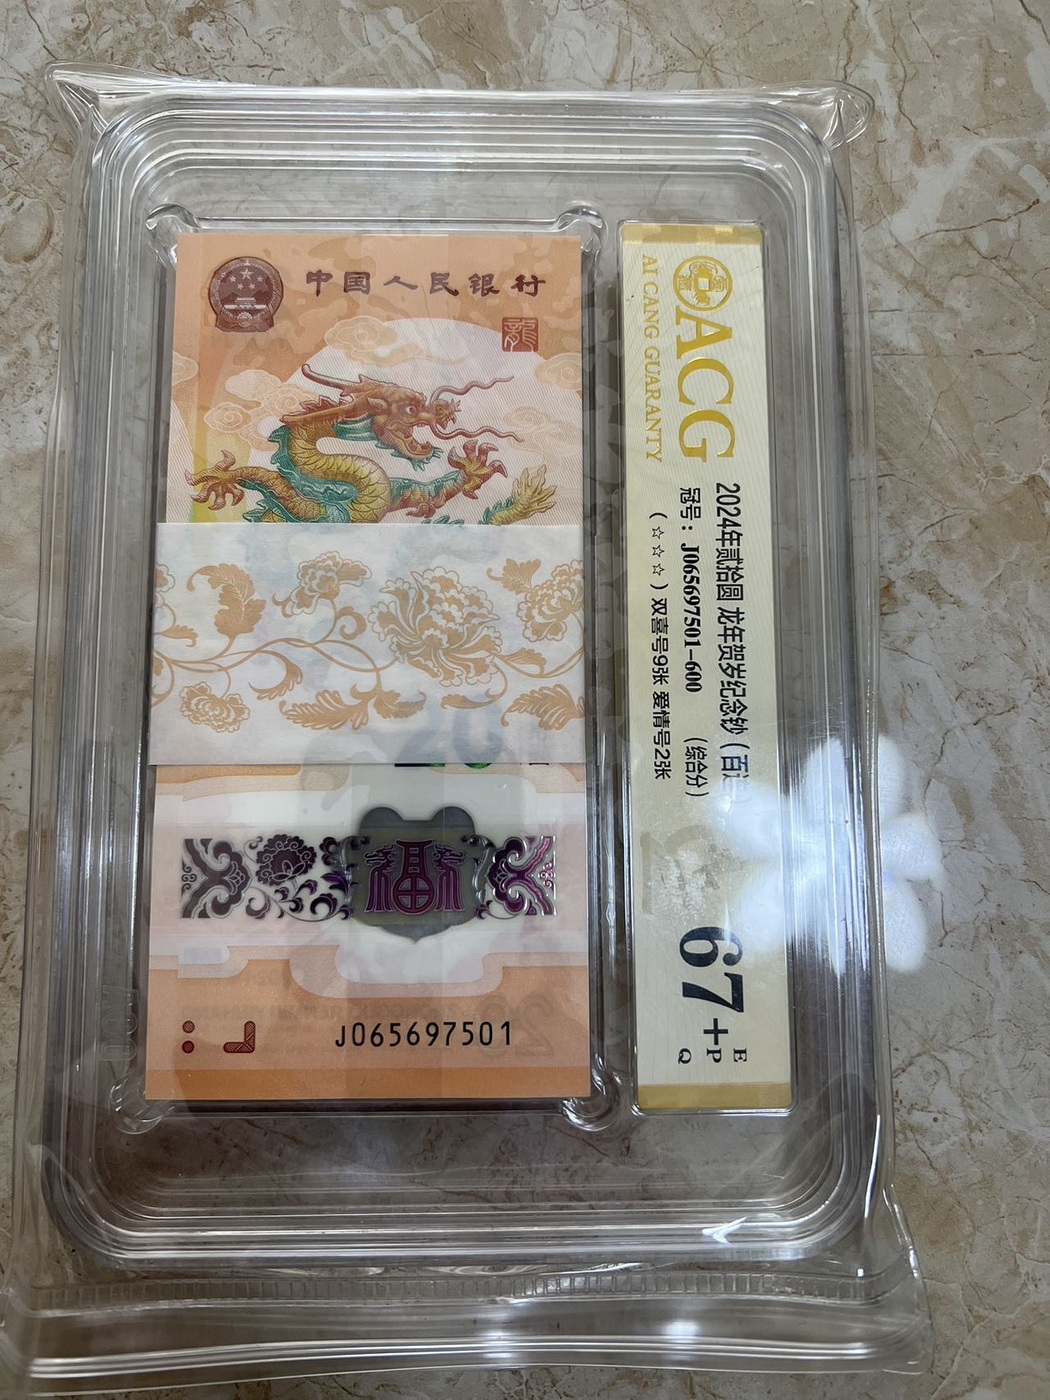 中国人民银行
龙
福
J065697501
ACG
AI CANG GUARANTY
2024年贰拾圆 龙年贺岁纪念钞 (百
冠号: J065697501-600 (综合分)
(☆☆☆) 双喜号9张 爱情号23张
67+
E
P
Q